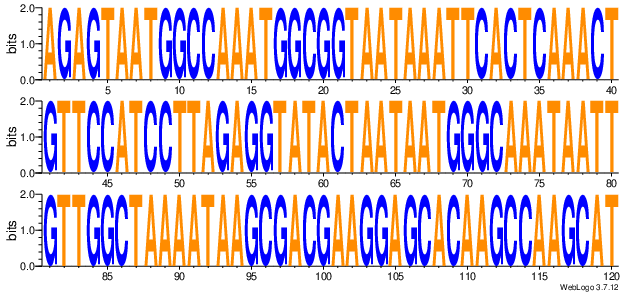 2.0
bits
1.0
0.0
AGAGTAATGGCCAAATGGCGGTAATAAATTCACTCAAACT
5 10 15 20 25 30 35 40
2.0
bits
1.0
0.0
GTTCCATCCTTAGAGGTATACTAATAATGGGCAAATAATT
45 50 55 60 65 70 75 80
2.0
bits
1.0
0.0
GTTGGCTAAAATAAGCGACGAAGGAGCACAAGCCAAGCAT
85 90 95 100 105 110 115 120
WebLogo 3.7.12